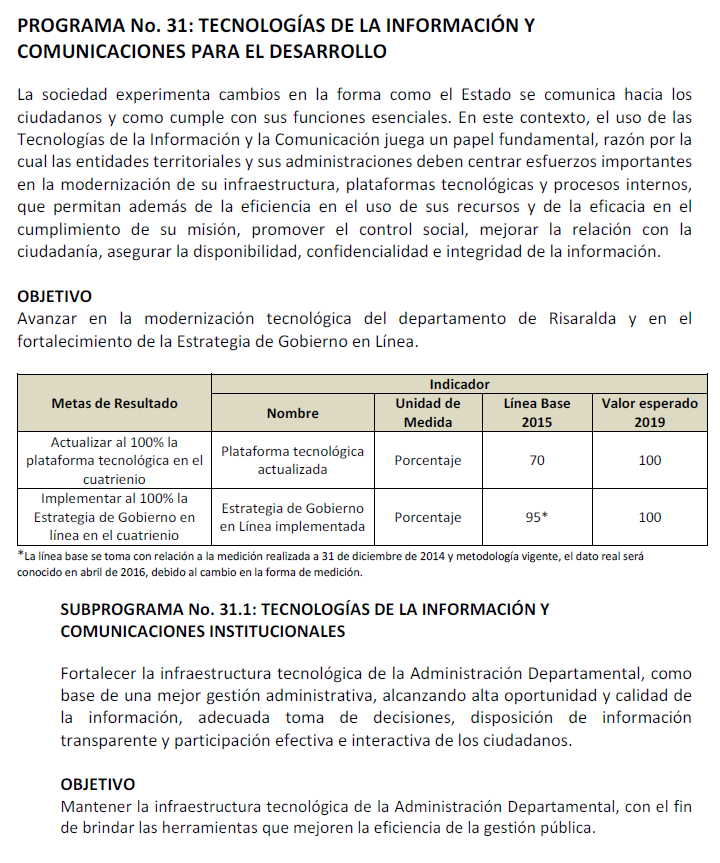 PROGRAMA No. 31: TECNOLOGÍAS DE LA INFORMACIÓN Y
COMUNICACIONES PARA EL DESARROLLO
La sociedad experimenta cambios en la forma como el Estado se comunica hacia los
ciudadanos y como cumple con sus funciones esenciales. En este contexto, el uso de las
Tecnologías de la Información y la Comunicación juega un papel fundamental, razón por la
cual las entidades territoriales y sus administraciones deben centrar esfuerzos importantes
en la modernización de su infraestructura, plataformas tecnológicas y procesos internos,
que permitan además de la eficiencia en el uso de sus recursos y de la eficacia en el
cumplimiento de su misión, promover el control social, mejorar la relación con la
ciudadanía, asegurar la disponibilidad, confidencialidad e integridad de la información.
OBJETIVO
Avanzar en la modernización tecnológica del departamento de Risaralda y en el
fortalecimiento de la Estrategia de Gobierno en Línea.
Metas de Resultado
Indicador
Nombre
Unidad de
Medida
Línea Base
2015
Valor esperado
2019
Actualizar al 100% la
plataforma tecnológica en el
cuatrienio
Plataforma tecnológica
actualizada
Porcentaje
70
100
Implementar al 100% la
Estrategia de Gobierno en
línea en el cuatrienio
Estrategia de Gobierno
en Línea implementada
Porcentaje
95*
100
*La línea base se toma con relación a la medición realizada a 31 de diciembre de 2014 y metodología vigente, el dato real será
conocido en abril de 2016, debido al cambio en la forma de medición.
SUBPROGRAMA No. 31.1: TECNOLOGÍAS DE LA INFORMACIÓN Y
COMUNICACIONES INSTITUCIONALES
Fortalecer la infraestructura tecnológica de la Administración Departamental, como
base de una mejor gestión administrativa, alcanzando alta oportunidad y calidad de
la información, adecuada toma de decisiones, disposición de información
transparente y participación efectiva e interactiva de los ciudadanos.
OBJETIVO
Mantener la infraestructura tecnológica de la Administración Departamental, con el fin
de brindar las herramientas que mejoren la eficiencia de la gestión pública.